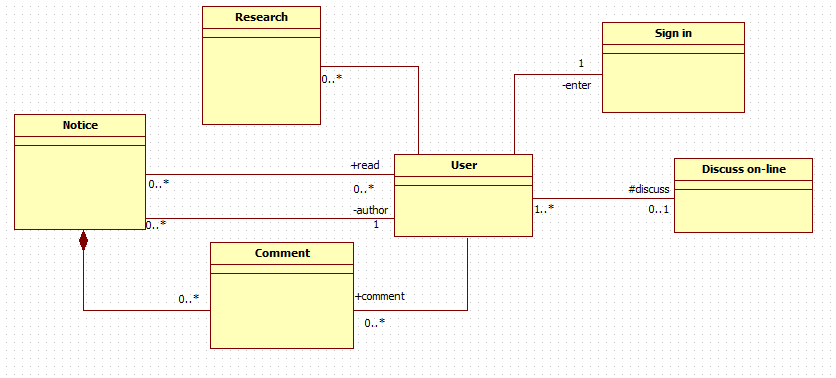 Research
Sign in
0..*
1
-enter
Notice
+read
User
Discuss on-line
0..*
0..*
#discuss
-author
1..*
0..1
0..*
1
Comment
0..*
+comment
0..*